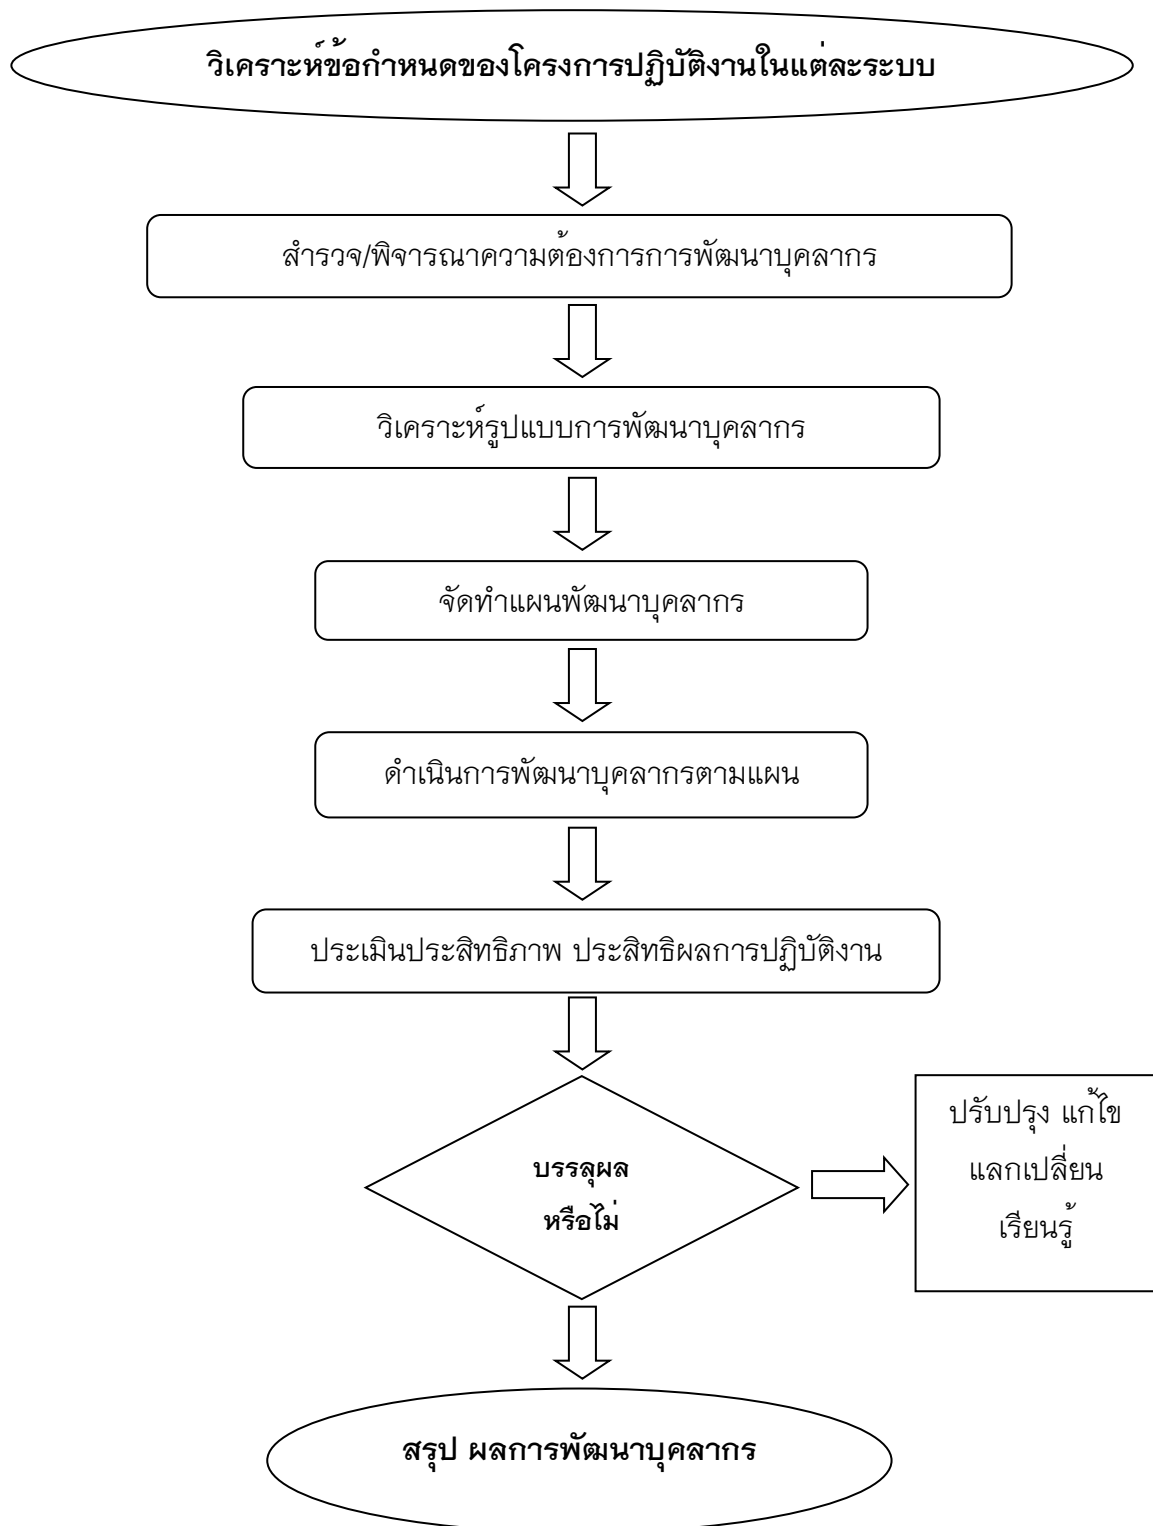 วิเคราะห์ข้อกำหนดของโครงการปฏิบัติงานในแต่ละระบบ
สำรวจ/พิจารณาความต้องการการพัฒนาบุคลากร
วิเคราะห์รูปแบบการพัฒนาบุคลากร
จัดทำแผนพัฒนาบุคลากร
ดำเนินการพัฒนาบุคลากรตามแผน
ประเมินประสิทธิภาพ ประสิทธิผลการปฏิบัติงาน
บรรลุผล
หรือไม่
ปรับปรุง แก้ไข
แลกเปลี่ยน
เรียนรู้
สรุป ผลการพัฒนาบุคลากร